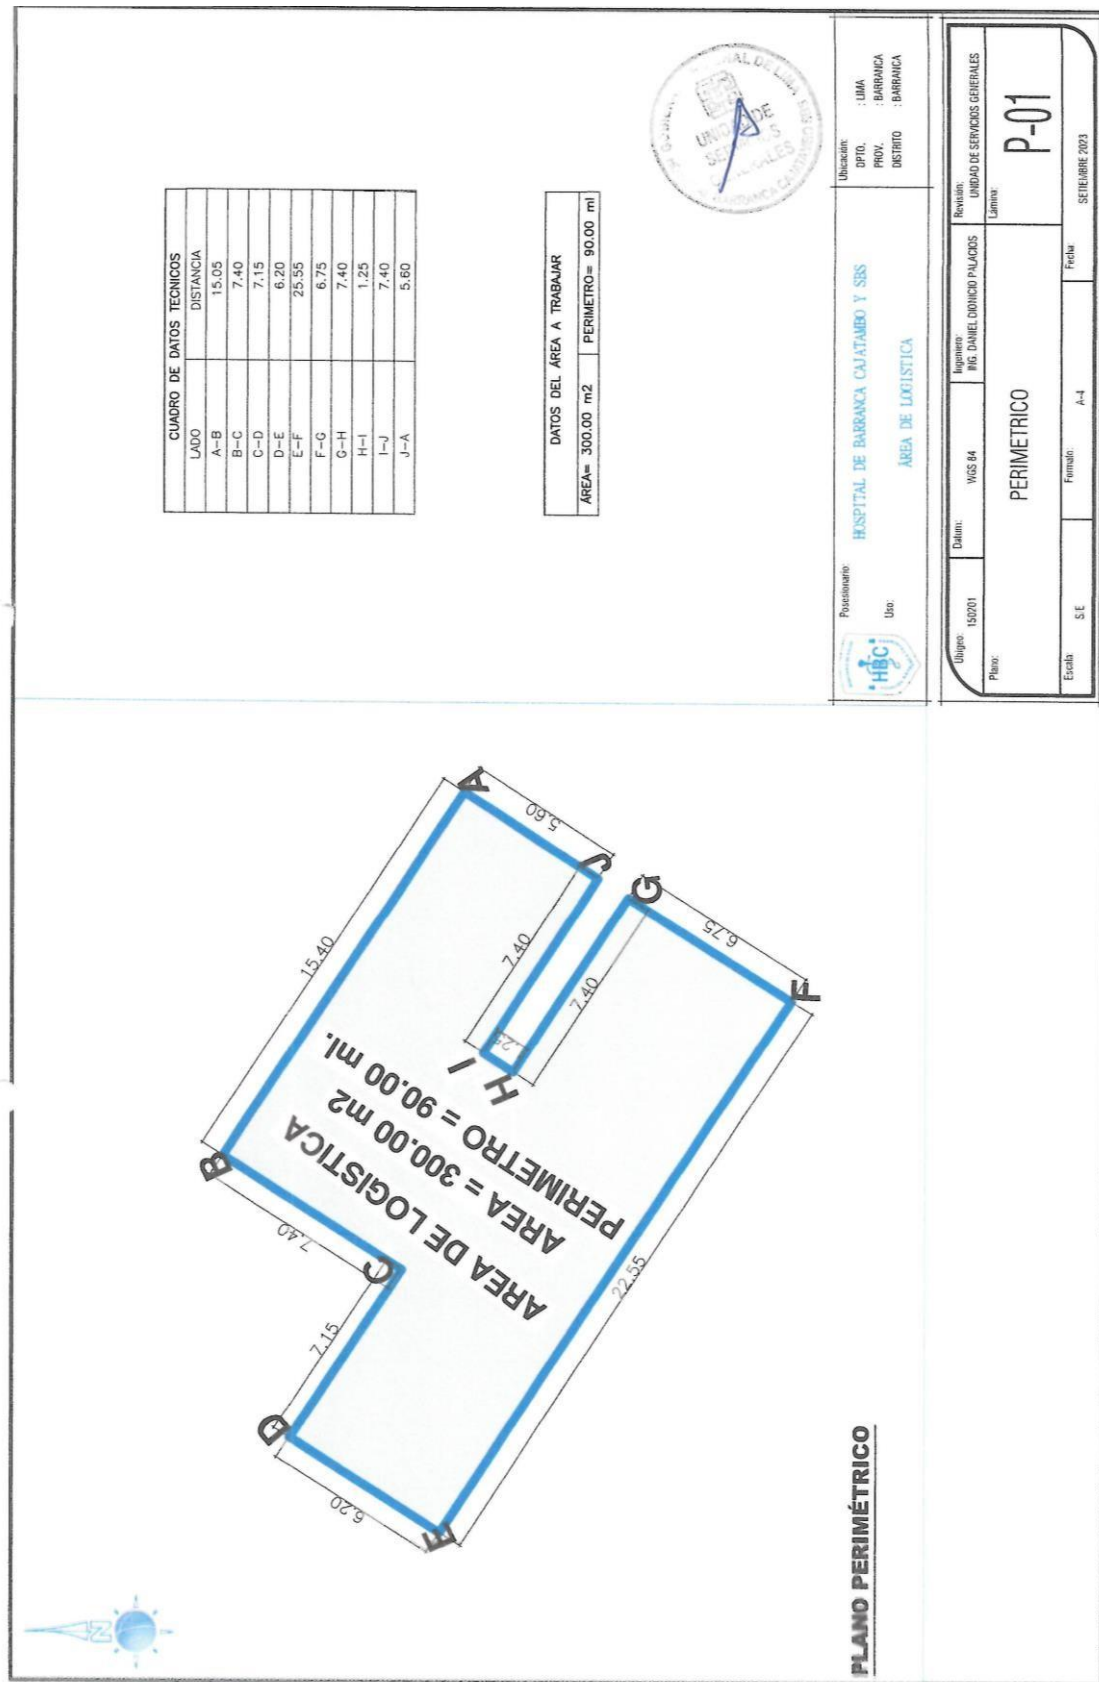 N
B
15.40
A
5.60
J
7.40
I
H
7.40
G
6.75
F
22.55
E
6.20
D
7.15
C
7.40
AREA DE LOGISTICA
AREA = 300.00 m2
PERIMETRO = 90.00 ml.
PLANO PERIMÉTRICO
CUADRO DE DATOS TECNICOS
LADO DISTANCIA
A-B 15.05
B-C 7.40
C-D 7.15
D-E 6.20
E-F 25.55
F-G 6.75
G-H 7.40
H-I 1.25
I-J 7.40
J-A 5.60
DATOS DEL ÁREA A TRABAJAR
ÁREA= 300.00 m2 PERIMETRO= 90.00 ml
UNIDAD DE
HBC
Posesionario: HOSPITAL DE BARRANCA CAJATAMBO Y SBS
Uso: ÁREA DE LOGISTICA
Ubicación:
DPTO. : LIMA
PROV. : BARRANCA
DISTRITO : BARRANCA
Ubigeo: 150201
Datum: WGS 84
Ingeniero: ING. DANIEL DIONICIO PALACIOS
Revisión: UNIDAD DE SERVICIOS GENERALES
Plano: PERIMETRICO
Lámina: P-01
Escala: S/E
Formato: A-4
Fecha: SETIEMBRE 2023